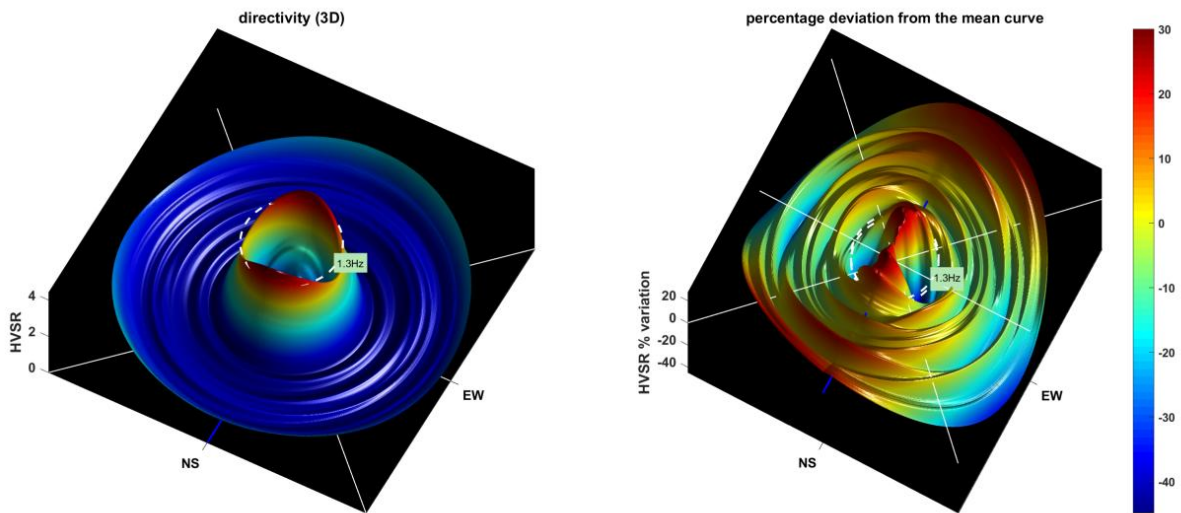 directivity (3D)
4
2
0
HVSR
1.3Hz
EW
NS
percentage deviation from the mean curve
20
0
-20
-40
HVSR % variation
1.3Hz
EW
NS
30
20
10
0
-10
-20
-30
-40